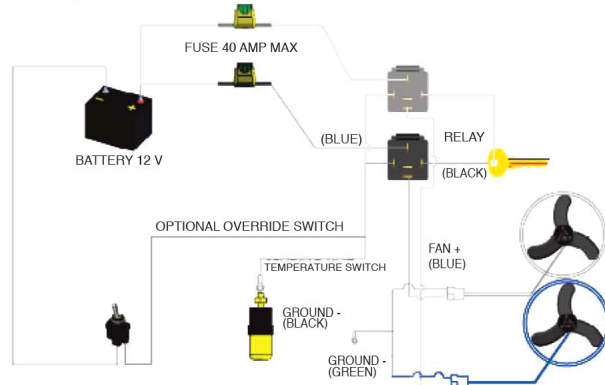 FUSE 40 AMP MAX
BATTERY 12 V
(BLUE)
RELAY
(BLACK)
OPTIONAL OVERRIDE SWITCH
TEMPERATURE SWITCH
FAN +
(BLUE)
GROUND -
(BLACK)
GROUND -
(GREEN)